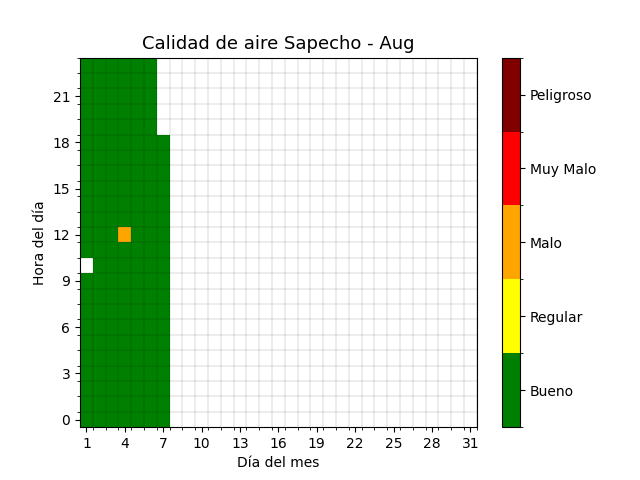 Calidad de aire Sapecho - Aug
Hora del día
21
18
15
12
9
6
3
0
1 4 7 10 13 16 19 22 25 28 31
Día del mes
Peligroso
Muy Malo
Malo
Regular
Bueno